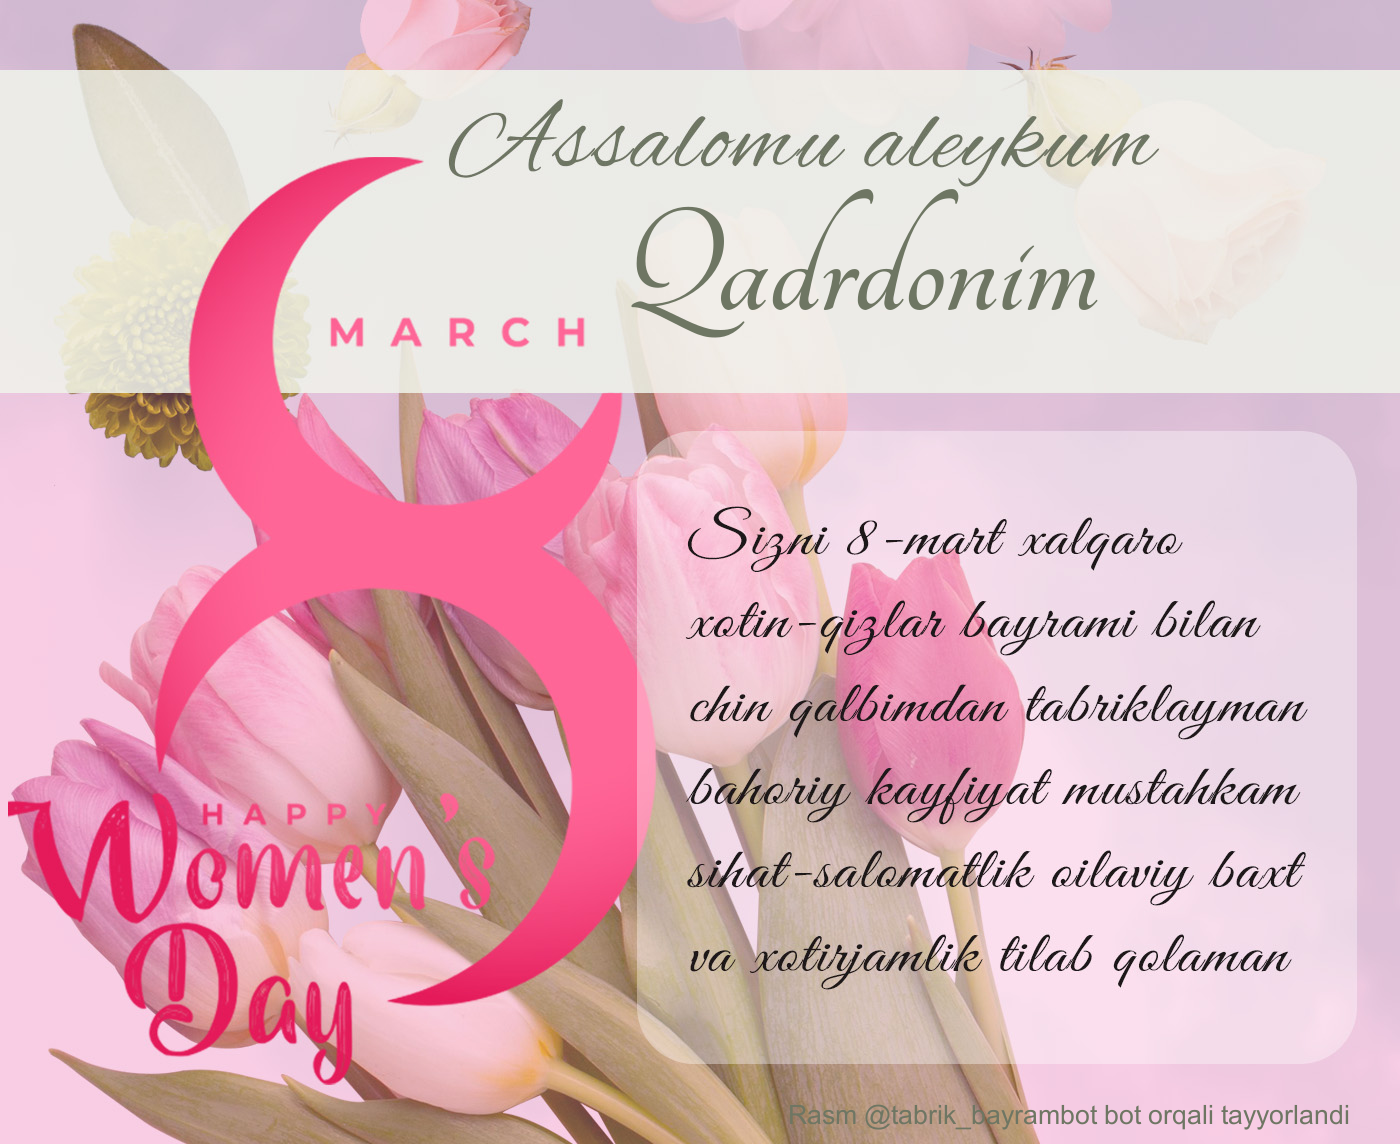 Assalomu aleykum
Qadrdonim
MARCH
8
HAPPY
Women's
Day
Sizni 8-mart xalqaro
xotin-qizlar bayrami bilan
chin qalbimdan tabriklayman
bahoriy kayfiyat mustahkam
sihat-salomatlik oilaviy baxt
va xotirjamlik tilab qolaman
Rasm @tabrik_bayrambot bot orqali tayyorlandi